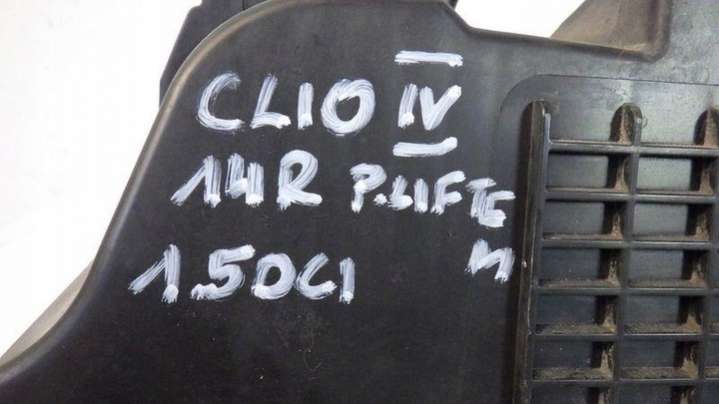 CLIO IV
14R P.LIFTE
1.5DCI N